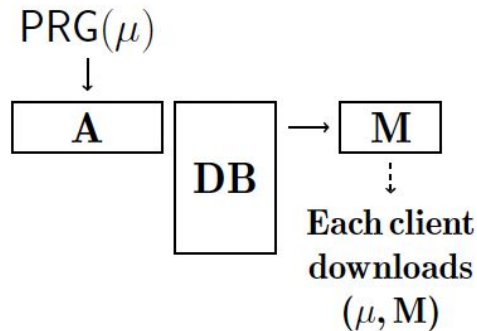 PRG(μ)
A
DB
M
Each client
downloads
(μ, M)